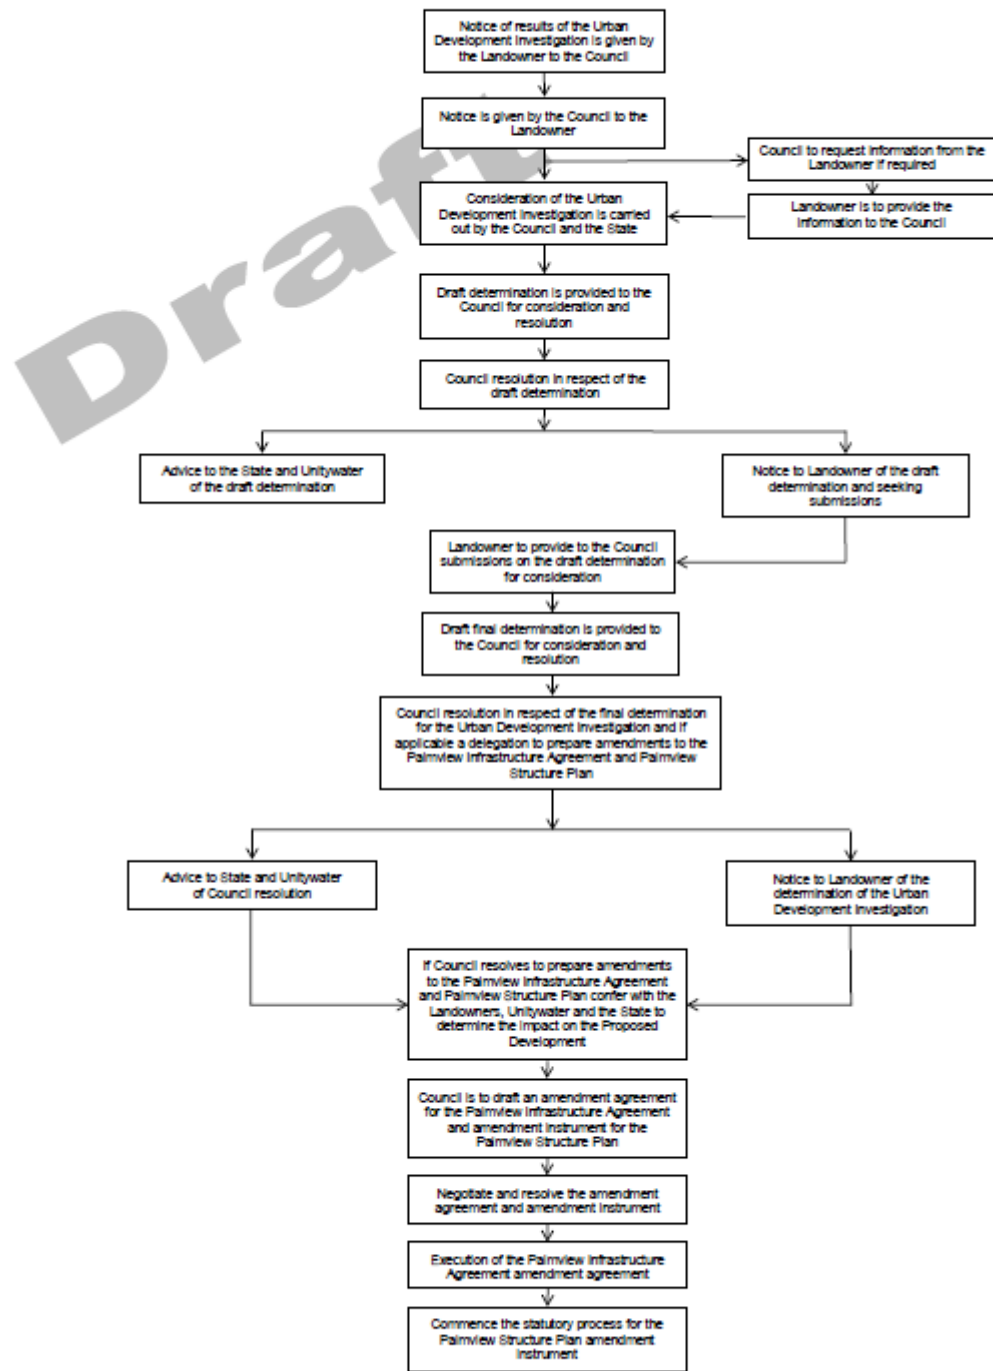 Notice of results of the Urban
Development Investigation is given by
the Landowner to the Council
Notice is given by the Council to the
Landowner
Council to request information from the
Landowner if required
Consideration of the Urban
Development Investigation is carried
out by the Council and the State
Landowner is to provide the
information to the Council
Draft
Draft determination is provided to the
Council for consideration and
resolution
Council resolution in respect of the
draft determination
Advice to the State and Unitywater
of the draft determination
Notice to Landowner of the draft
determination and seeking
submissions
Landowner to provide to the Council
submissions on the draft determination
for consideration
Draft final determination is provided to
the Council for consideration and
resolution
Council resolution in respect of the final determination
for the Urban Development Investigation and if
applicable a delegation to prepare amendments to the
Palmview Infrastructure Agreement and Palmview
Structure Plan
Advice to State and Unitywater
of Council resolution
Notice to Landowner of the
determination of the Urban
Development Investigation
If Council resolves to prepare amendments
to the Palmview Infrastructure Agreement
and Palmview Structure Plan confer with the
Landowners, Unitywater and the State to
determine the impact on the Proposed
Development
Council is to draft an amendment agreement
for the Palmview Infrastructure Agreement
and amendment instrument for the
Palmview Structure Plan
Negotiate and resolve the amendment
agreement and amendment instrument
Execution of the Palmview Infrastructure
Agreement amendment agreement
Commence the statutory process for the
Palmview Structure Plan amendment
instrument